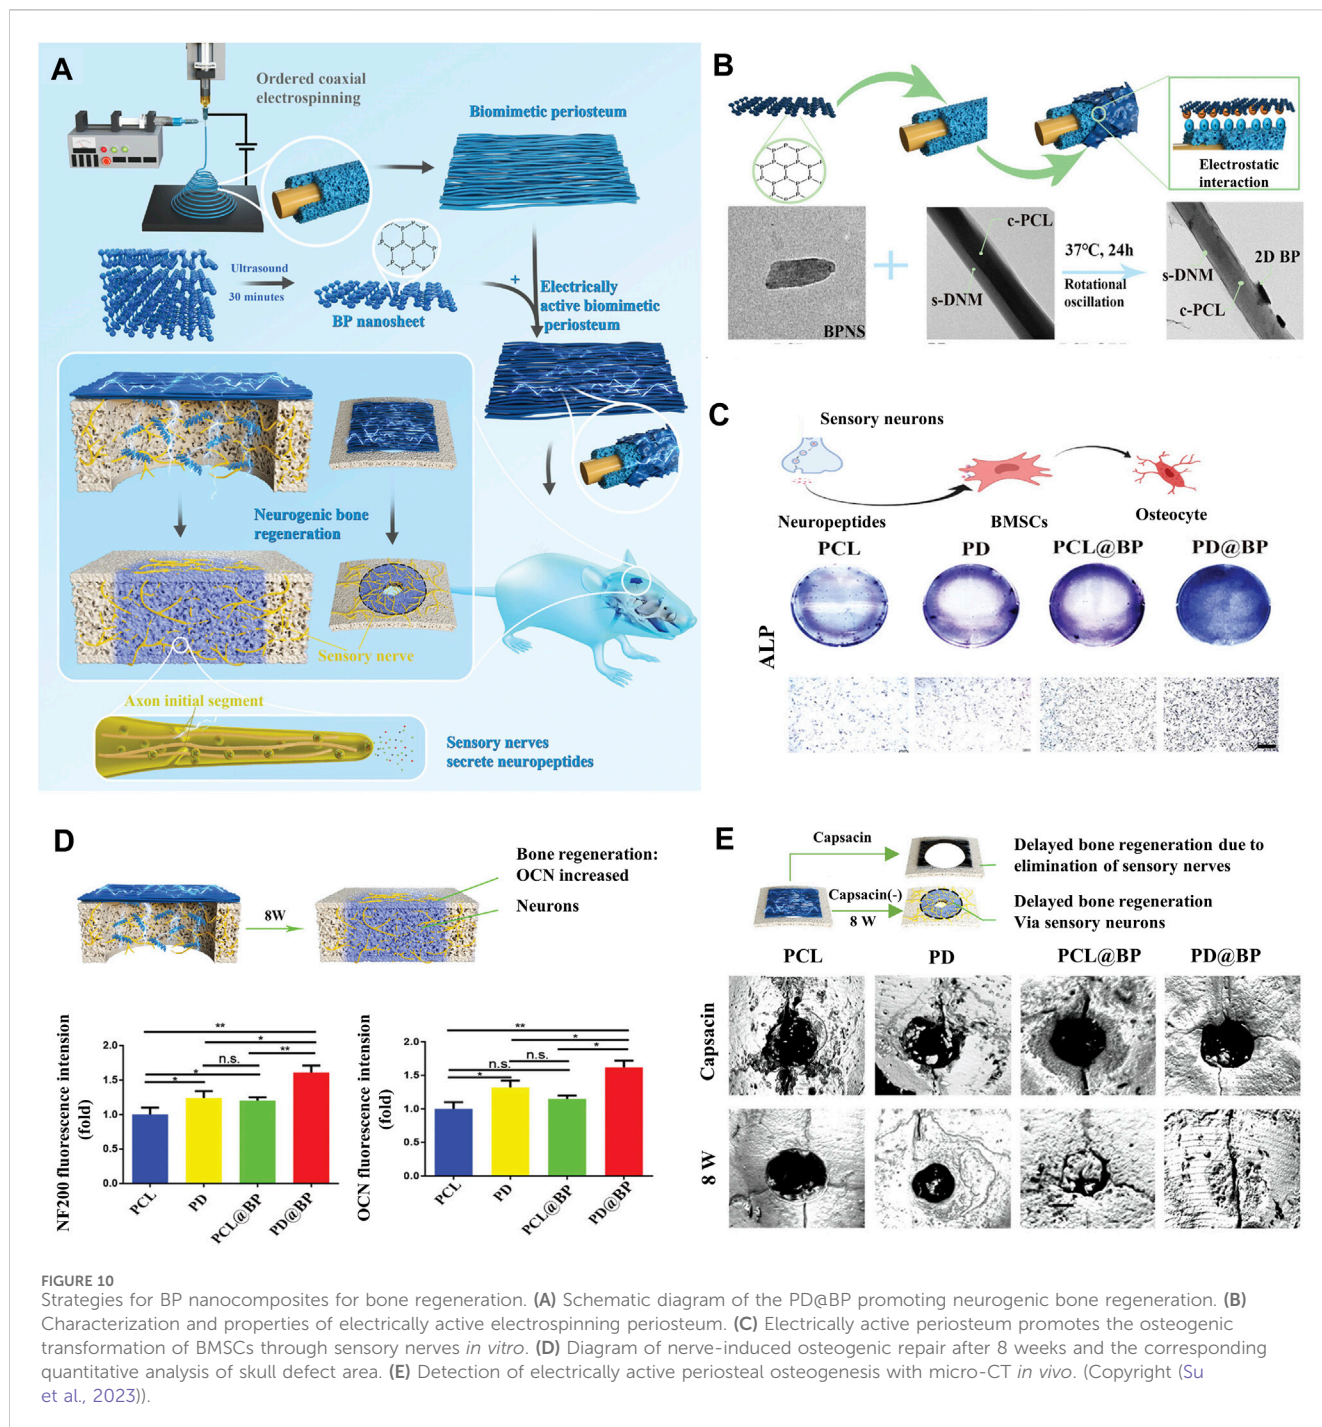 A
Ordered coaxial
electrospinning
Biomimetic periosteum
Ultrasound
30 minutes
BP nanosheet
+
Electrically
active biomimetic
periosteum
Neurogenic bone
regeneration
Sensory nerve
Axon initial segment
Sensory nerves
secrete neuropeptides
B
Electrostatic
interaction
BPNS
c-PCL
s-DNM
37°C, 24h
Rotational
oscillation
2D BP
s-DNM
c-PCL
C
Sensory neurons
Neuropeptides
BMSCs
Osteocyte
PCL
PD
PCL@BP
PD@BP
ALP
D
8W
Bone regeneration:
OCN increased
Neurons
NF200 fluorescence intension
(fold)
2.0
1.5
1.0
1.5
0.0
**
*
**
n.s.
*
*
PCL
PD
PCL@BP
PD@BP
OCN fluorescence intension
(fold)
2.0
1.5
1.0
0.5
0.0
**
*
*
n.s.
n.s.
*
PCL
PD
PCL@BP
PD@BP
E
Capsacin
Capsacin(-)
8 W
Delayed bone regeneration due to
elimination of sensory nerves
Delayed bone regeneration
Via sensory neurons
PCL
PD
PCL@BP
PD@BP
Capsacin
8 W
FIGURE 10
Strategies for BP nanocomposites for bone regeneration. (A) Schematic diagram of the PD@BP promoting neurogenic bone regeneration. (B)
Characterization and properties of electrically active electrospinning periosteum. (C) Electrically active periosteum promotes the osteogenic
transformation of BMSCs through sensory nerves in vitro. (D) Diagram of nerve-induced osteogenic repair after 8 weeks and the corresponding
quantitative analysis of skull defect area. (E) Detection of electrically active periosteal osteogenesis with micro-CT in vivo. (Copyright (Su
et al., 2023)).